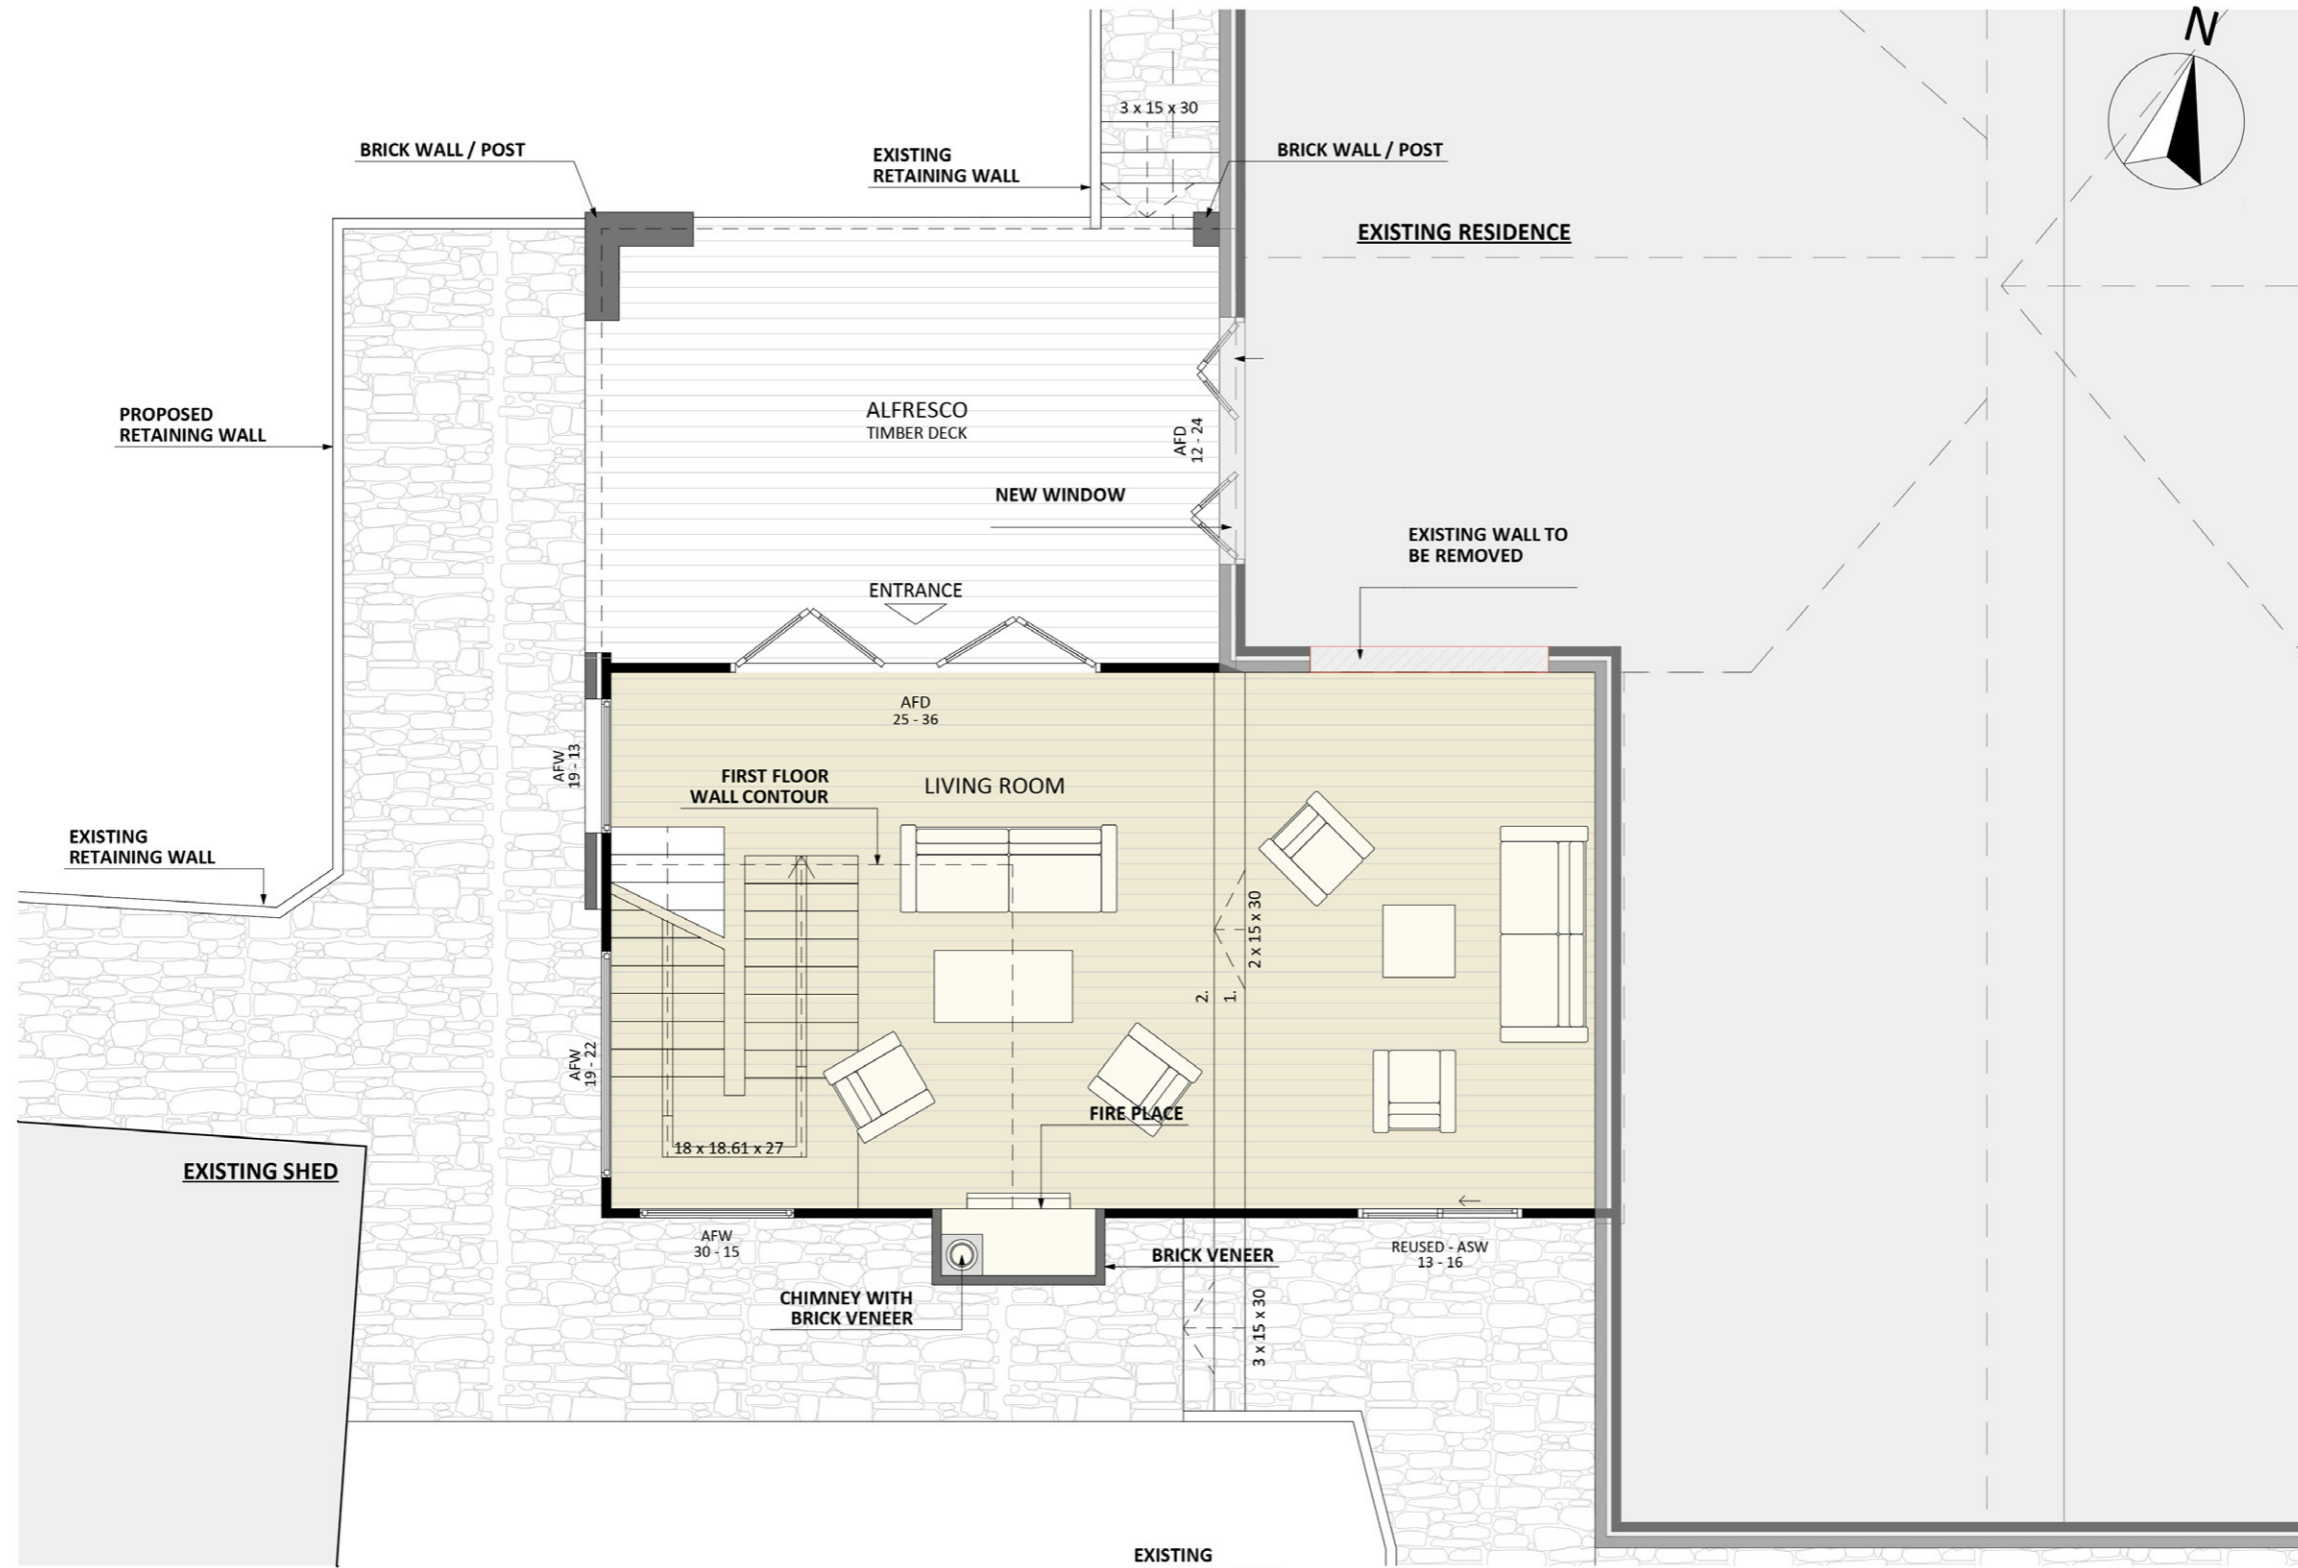 N
3 x 15 x 30
BRICK WALL / POST
EXISTING
RETAINING WALL
BRICK WALL / POST
EXISTING RESIDENCE
PROPOSED
RETAINING WALL
ALFRESCO
TIMBER DECK
AFD
12 - 24
NEW WINDOW
EXISTING WALL TO
BE REMOVED
ENTRANCE
AFD
25 - 36
AFW
19 - 13
FIRST FLOOR
WALL CONTOUR
LIVING ROOM
EXISTING
RETAINING WALL
2 x 15 x 30
2.
1.
AFW
19 - 22
FIRE PLACE
18 x 18.61 x 27
EXISTING SHED
AFW
30 - 15
BRICK VENEER
REUSED - ASW
13 - 16
CHIMNEY WITH
BRICK VENEER
3 x 15 x 30
EXISTING